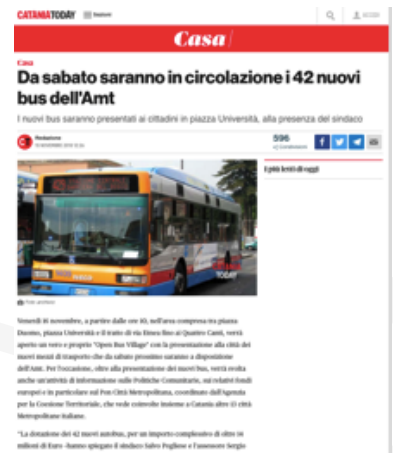 CATANIATODAY Sezioni ACCEDI
Casa
Casa
Da sabato saranno in circolazione i 42 nuovi
bus dell'Amt
I nuovi bus saranno presentati ai cittadini in piazza Università, alla presenza del sindaco
Redazione
596
Condivisioni
I più letti di oggi
TODAY
Venerdì 16 novembre, a partire dalle ore 10, nell'area compresa tra piazza
Duomo, piazza Università e il tratto di via Etnea fino ai Quattro Canti, verrà
aperto un vero e proprio "Open Bus Village" con la presentazione alla città dei
nuovi mezzi di trasporto che da sabato prossimo saranno a disposizione
dell'Amt. Per l'occasione, oltre alla presentazione dei nuovi bus, verrà svolta
anche un'attività di informazione sulle Politiche Comunitarie, sui relativi fondi
europei e in particolare sul Pon Città Metropolitana, coordinato dall'Agenzia
per la Coesione Territoriale, che vede coinvolte insieme a Catania altre 13 città
Metropolitane italiane.
"La dotazione dei 42 nuovi autobus, per un importo complessivo di oltre 14
milioni di Euro -hanno spiegato il sindaco Salvo Pogliese e l'assessore Sergio